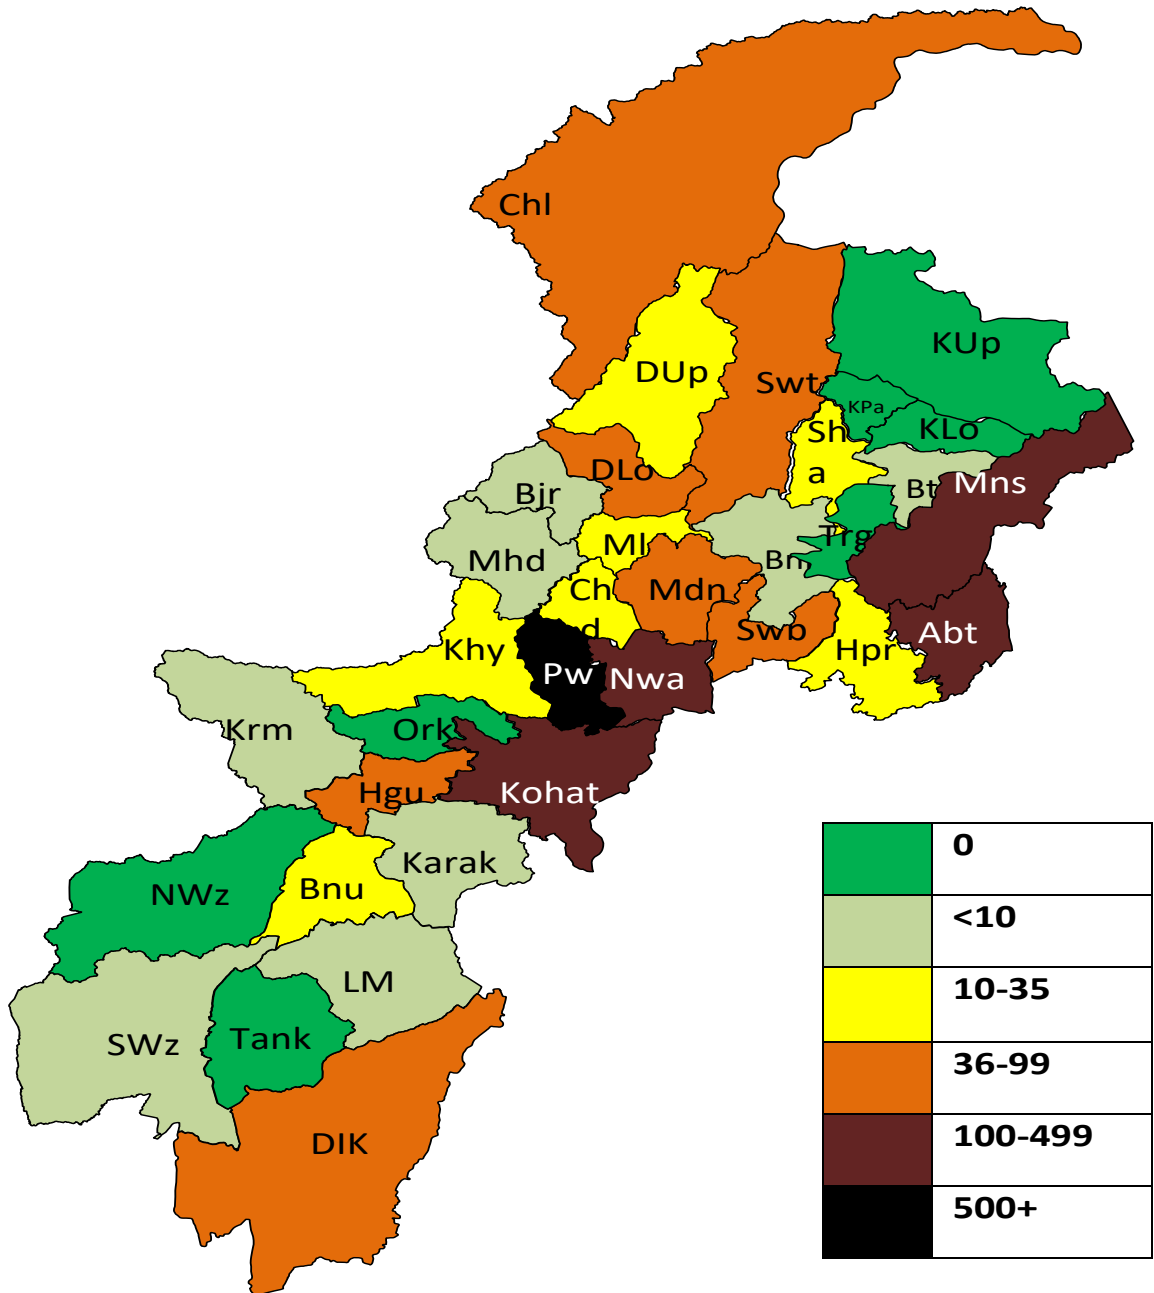 Chl
KUp
DUp
Swt
KPa
Sh
a
KLo
DLo
Bt
Mns
Bjr
Trg
Ml
Mhd
Bn
Ch
d
Mdn
Swb
Abt
Khy
Hpr
Pw
Nwa
Krm
Ork
Hgu
Kohat
Karak
Bnu
NWz
LM
Tank
SWz
DIK
0
<10
10-35
36-99
100-499
500+